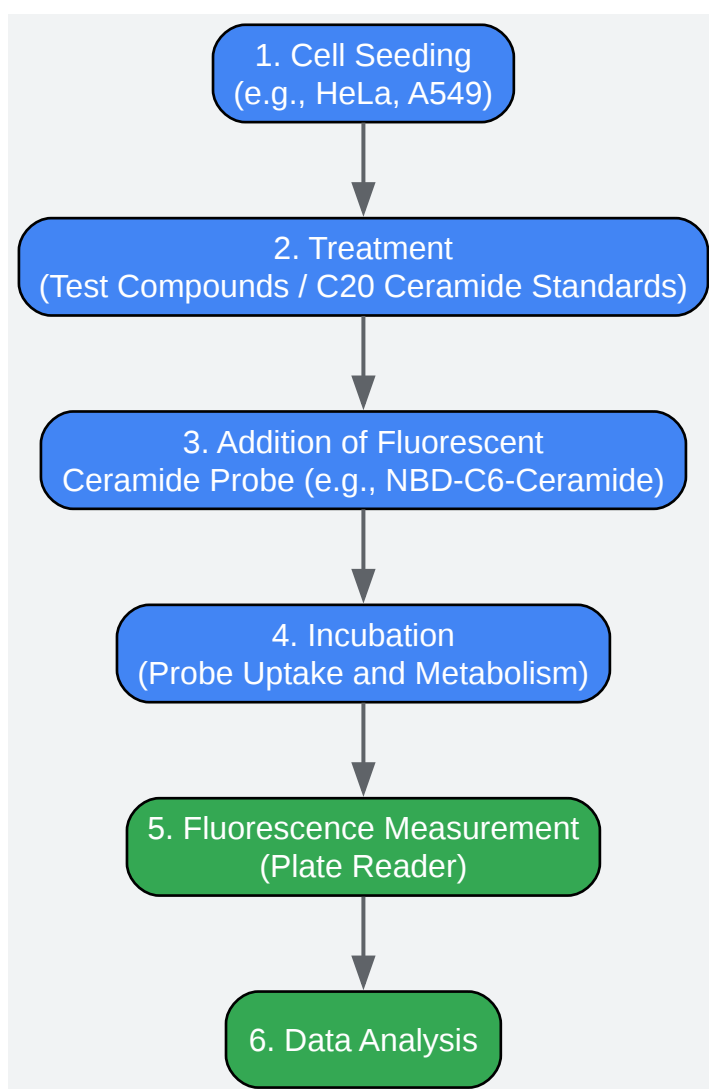 1. Cell Seeding
(e.g., HeLa, A549)
2. Treatment
(Test Compounds / C20 Ceramide Standards)
3. Addition of Fluorescent
Ceramide Probe (e.g., NBD-C6-Ceramide)
4. Incubation
(Probe Uptake and Metabolism)
5. Fluorescence Measurement
(Plate Reader)
6. Data Analysis